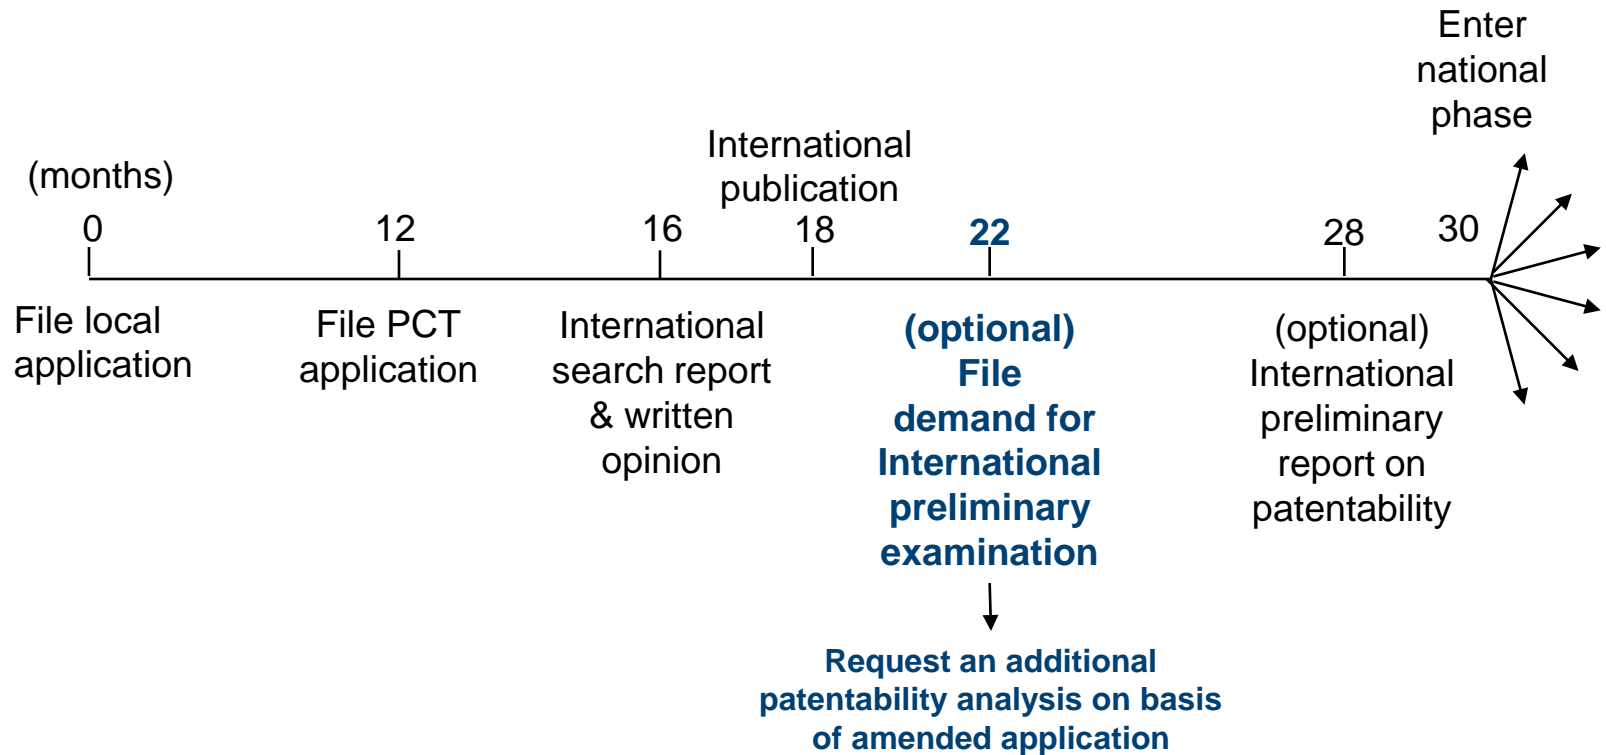 Enter
national
phase
International
publication
(months)
0
12
16
18
22
28
30
File local
application
File PCT
application
International
search report
& written
opinion
(optional)
File
demand for
International
preliminary
examination
(optional)
International
preliminary
report on
patentability
Request an additional
patentability analysis on basis
of amended application